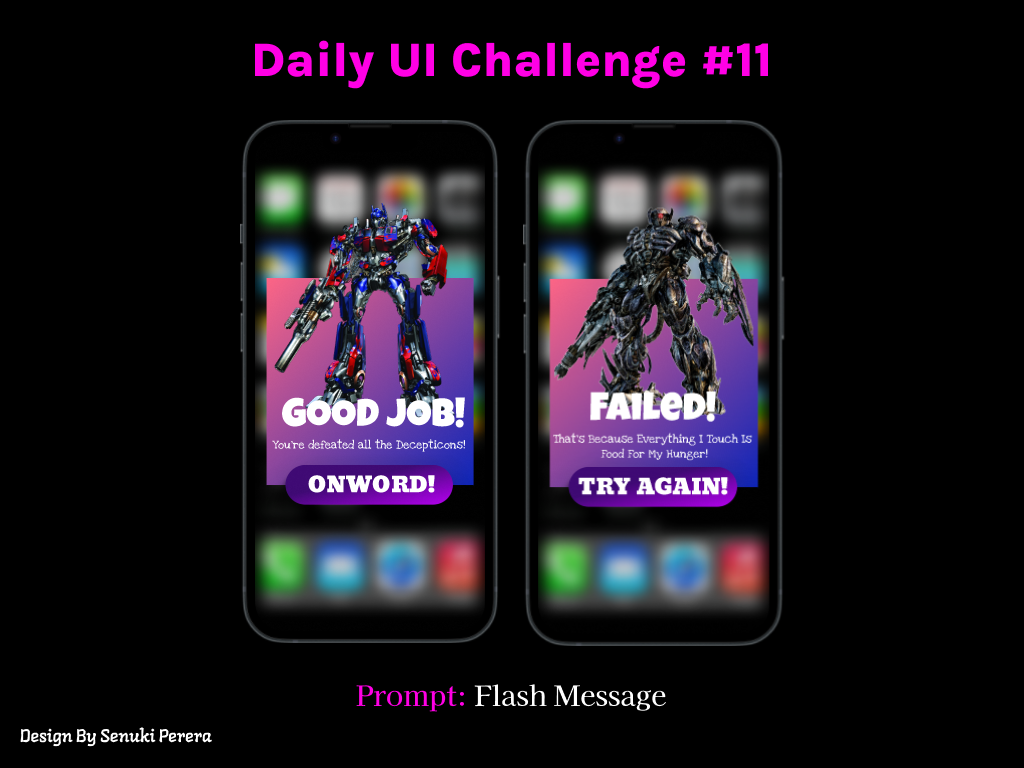 Daily UI Challenge #11
GOOD JOB!
You're defeated all the Decepticons!
ONWORD!
FAILED!
That's Because Everything I Touch Is
Food For My Hunger!
TRY AGAIN!
Prompt: Flash Message
Design By Senuki Perera